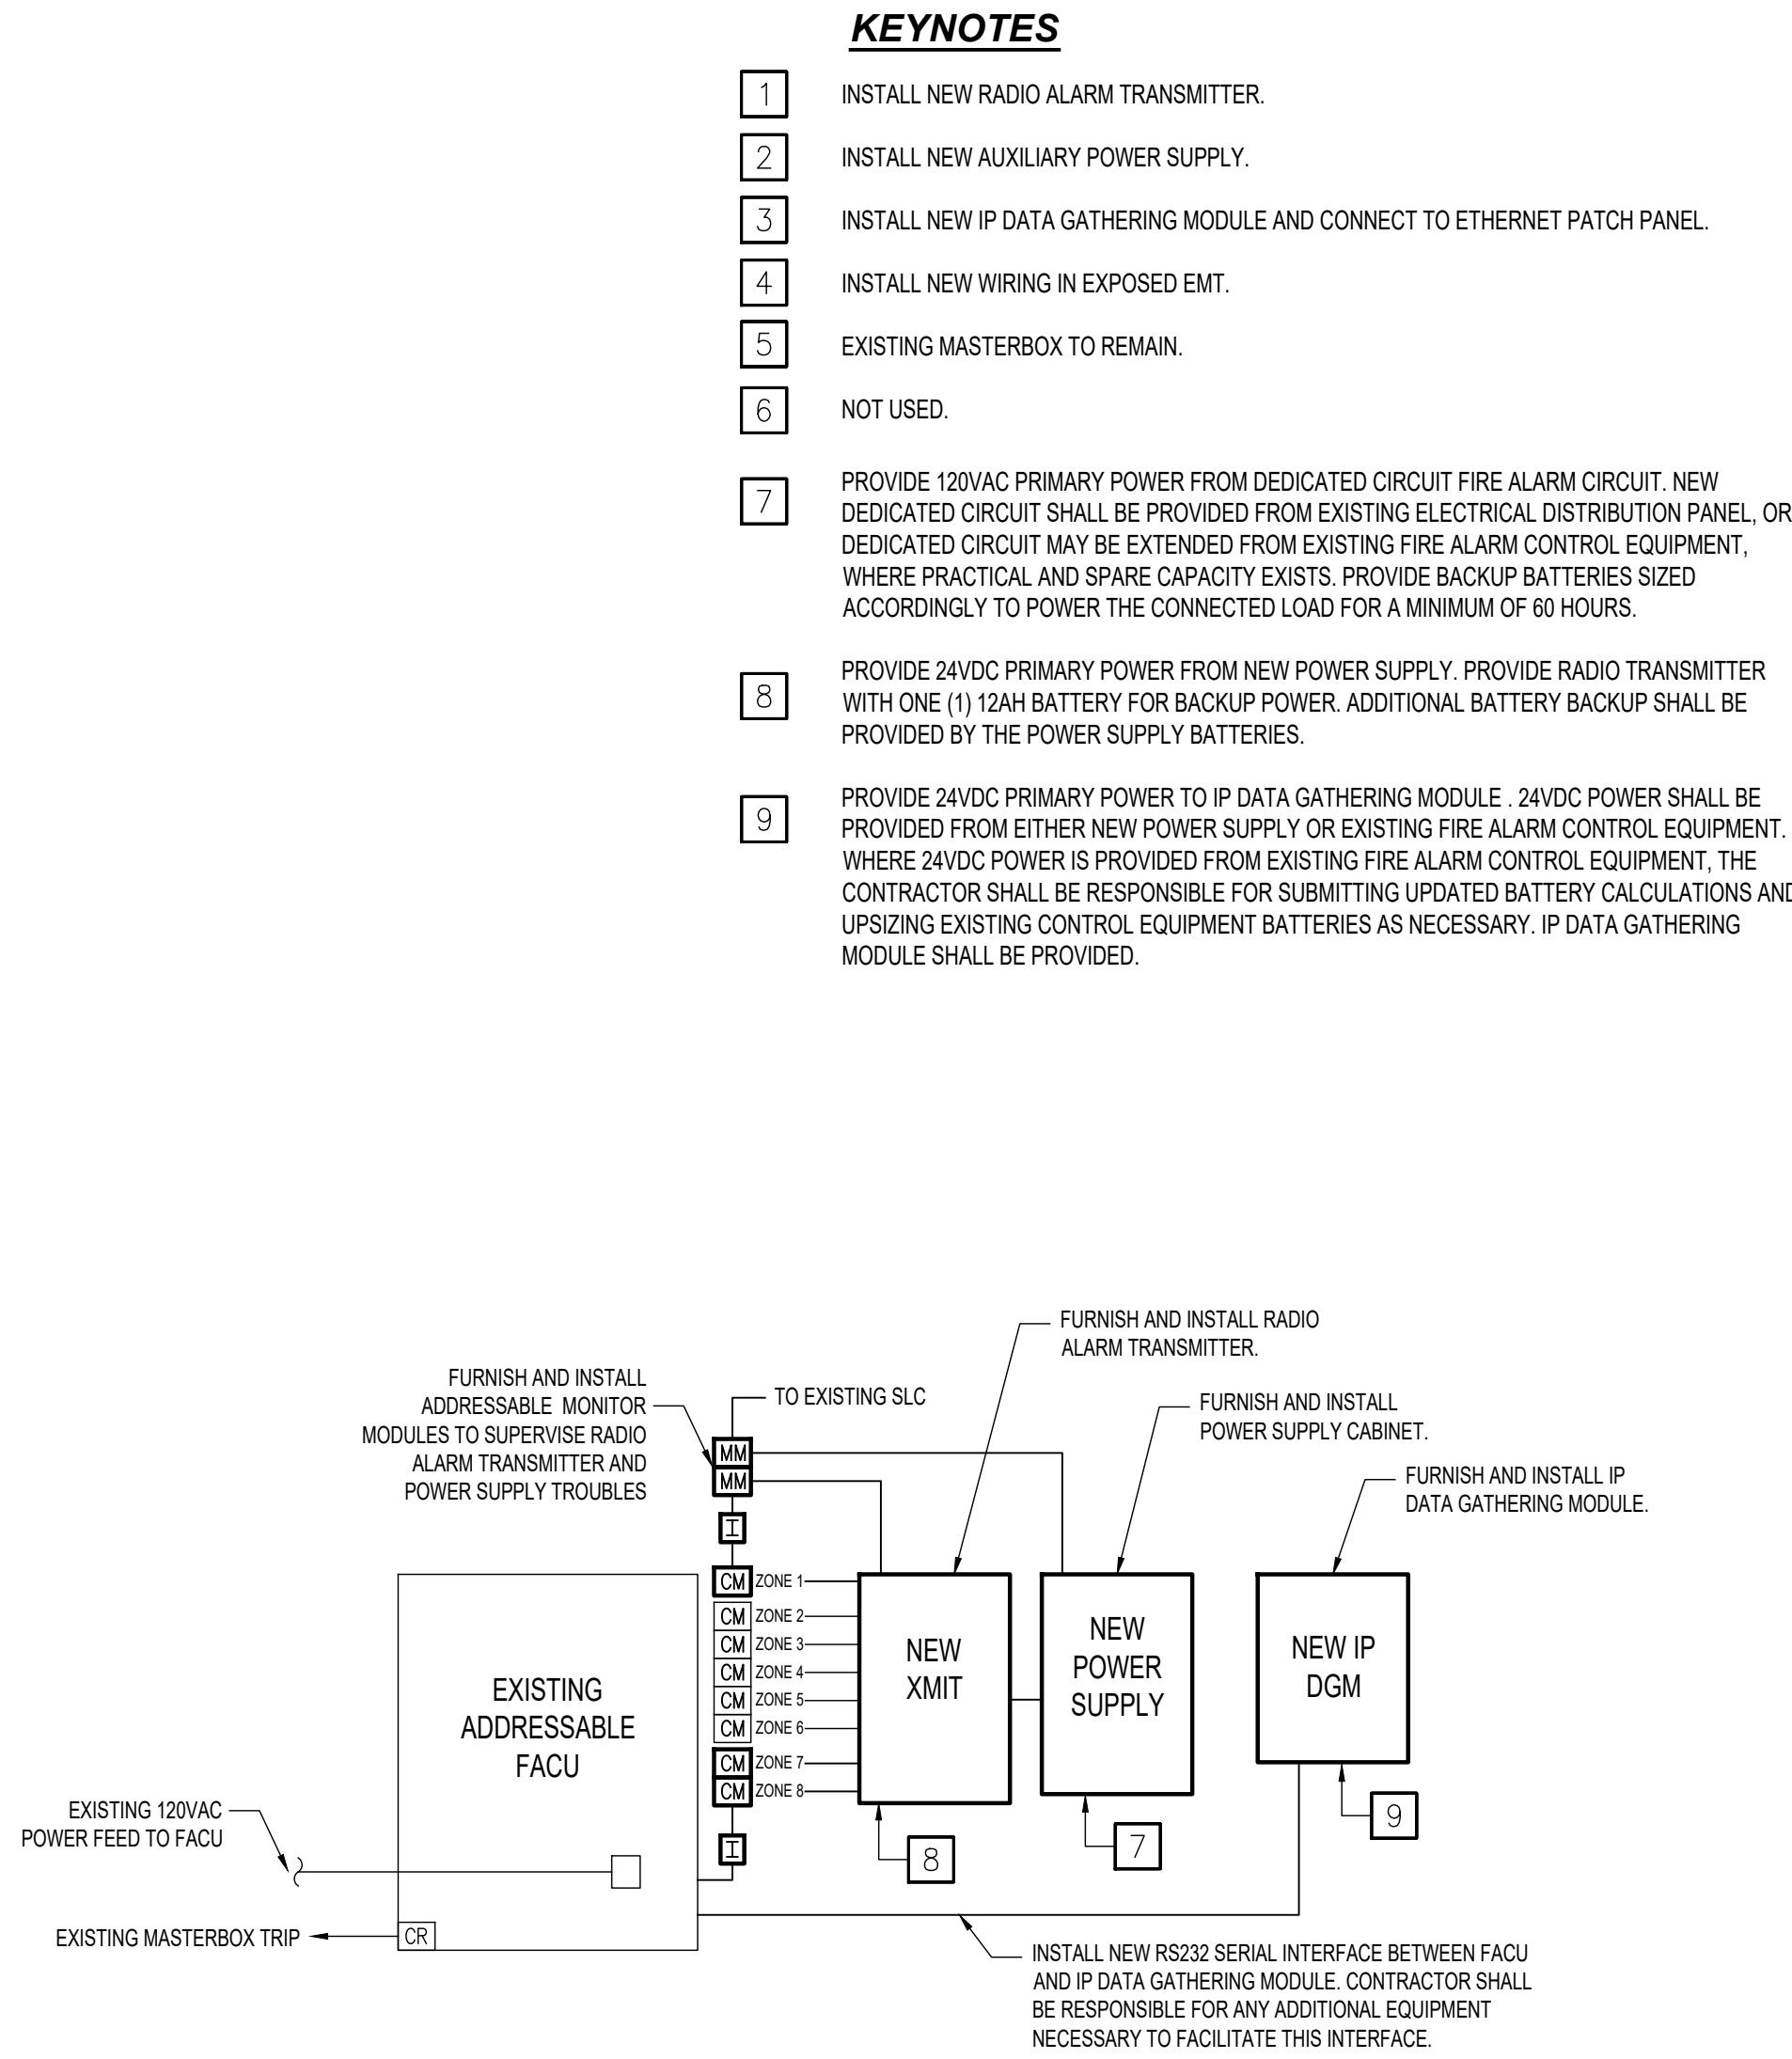 KEYNOTES
1 INSTALL NEW RADIO ALARM TRANSMITTER.
2 INSTALL NEW AUXILIARY POWER SUPPLY.
3 INSTALL NEW IP DATA GATHERING MODULE AND CONNECT TO ETHERNET PATCH PANEL.
4 INSTALL NEW WIRING IN EXPOSED EMT.
5 EXISTING MASTERBOX TO REMAIN.
6 NOT USED.
7 PROVIDE 120VAC PRIMARY POWER FROM DEDICATED CIRCUIT FIRE ALARM CIRCUIT. NEW
DEDICATED CIRCUIT SHALL BE PROVIDED FROM EXISTING ELECTRICAL DISTRIBUTION PANEL, OR
DEDICATED CIRCUIT MAY BE EXTENDED FROM EXISTING FIRE ALARM CONTROL EQUIPMENT,
WHERE PRACTICAL AND SPARE CAPACITY EXISTS. PROVIDE BACKUP BATTERIES SIZED
ACCORDINGLY TO POWER THE CONNECTED LOAD FOR A MINIMUM OF 60 HOURS.
8 PROVIDE 24VDC PRIMARY POWER FROM NEW POWER SUPPLY. PROVIDE RADIO TRANSMITTER
WITH ONE (1) 12AH BATTERY FOR BACKUP POWER. ADDITIONAL BATTERY BACKUP SHALL BE
PROVIDED BY THE POWER SUPPLY BATTERIES.
9 PROVIDE 24VDC PRIMARY POWER TO IP DATA GATHERING MODULE . 24VDC POWER SHALL BE
PROVIDED FROM EITHER NEW POWER SUPPLY OR EXISTING FIRE ALARM CONTROL EQUIPMENT.
WHERE 24VDC POWER IS PROVIDED FROM EXISTING FIRE ALARM CONTROL EQUIPMENT, THE
CONTRACTOR SHALL BE RESPONSIBLE FOR SUBMITTING UPDATED BATTERY CALCULATIONS AND
UPSIZING EXISTING CONTROL EQUIPMENT BATTERIES AS NECESSARY. IP DATA GATHERING
MODULE SHALL BE PROVIDED.
FURNISH AND INSTALL RADIO
ALARM TRANSMITTER.
FURNISH AND INSTALL
ADDRESSABLE MONITOR
MODULES TO SUPERVISE RADIO
ALARM TRANSMITTER AND
POWER SUPPLY TROUBLES
TO EXISTING SLC
FURNISH AND INSTALL
POWER SUPPLY CABINET.
FURNISH AND INSTALL IP
DATA GATHERING MODULE.
MM
MM
I
CM ZONE 1
CM ZONE 2
CM ZONE 3
CM ZONE 4
CM ZONE 5
CM ZONE 6
CM ZONE 7
CM ZONE 8
I
EXISTING
ADDRESSABLE
FACU
NEW
XMIT
NEW
POWER
SUPPLY
NEW IP
DGM
8
7
9
EXISTING 120VAC
POWER FEED TO FACU
EXISTING MASTERBOX TRIP
CR
INSTALL NEW RS232 SERIAL INTERFACE BETWEEN FACU
AND IP DATA GATHERING MODULE. CONTRACTOR SHALL
BE RESPONSIBLE FOR ANY ADDITIONAL EQUIPMENT
NECESSARY TO FACILITATE THIS INTERFACE.